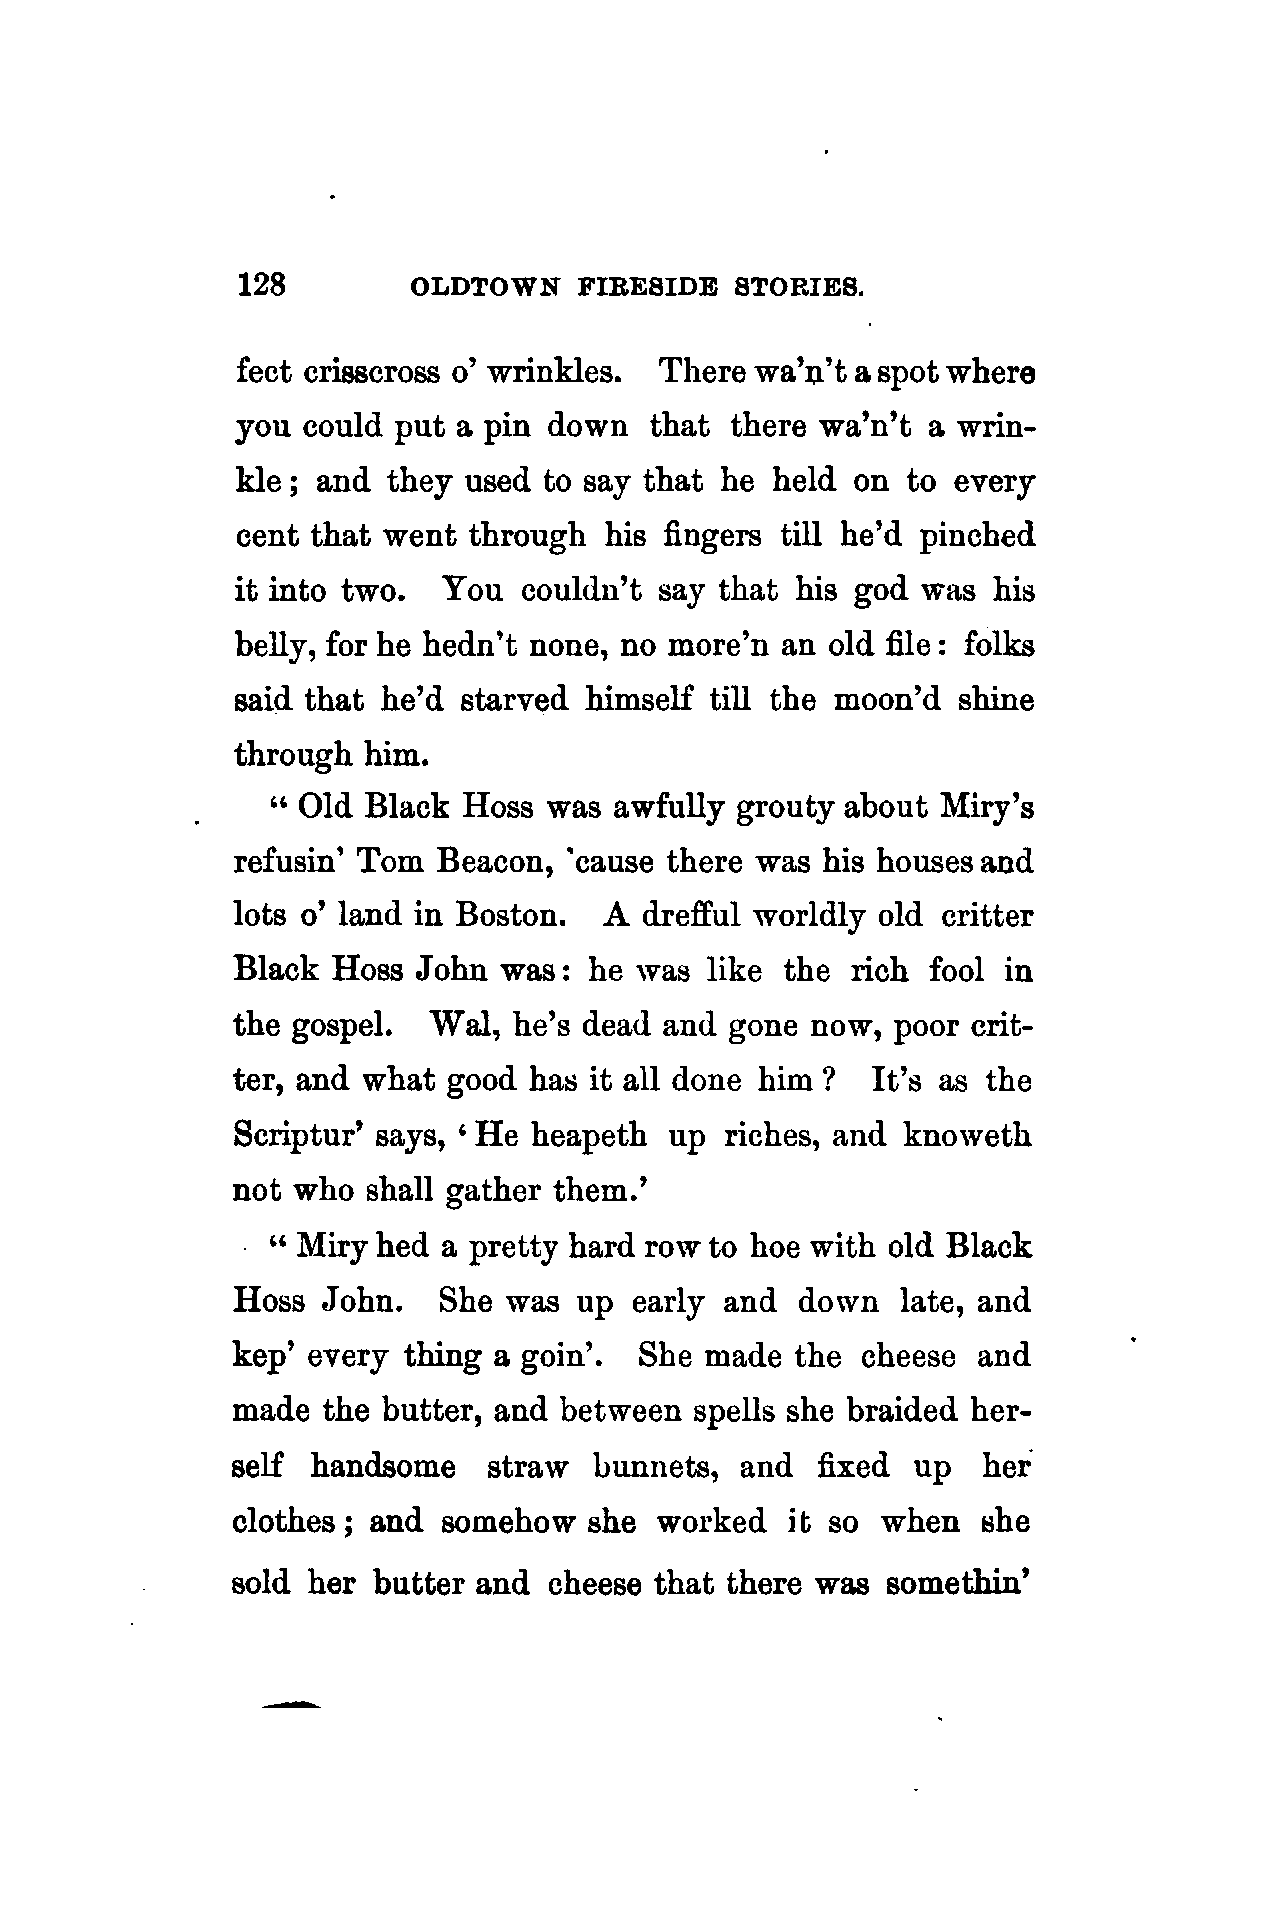 128 OLDTOWN FIRESIDE STORIES.
fect crisscross o' wrinkles. There wa'n't a spot where
you could put a pin down that there wa'n't a wrin-
kle; and they used to say that he held on to every
cent that went through his fingers till he'd pinched
it into two. You couldn't say that his god was his
belly, for he hedn't none, no more'n an old file: folks
said that he'd starved himself till the moon'd shine
through him.
“ Old Black Hoss was awfully grouty about Miry's
refusin' Tom Beacon, 'cause there was his houses and
lots o' land in Boston. A drefful worldly old critter
Black Hoss John was: he was like the rich fool in
the gospel. Wal, he's dead and gone now, poor crit-
ter, and what good has it all done him? It's as the
Scriptur' says, ‘ He heapeth up riches, and knoweth
not who shall gather them.’
“ Miry hed a pretty hard row to hoe with old Black
Hoss John. She was up early and down late, and
kep' every thing a goin'. She made the cheese and
made the butter, and between spells she braided her-
self handsome straw bunnets, and fixed up her
clothes; and somehow she worked it so when she
sold her butter and cheese that there was somethin'